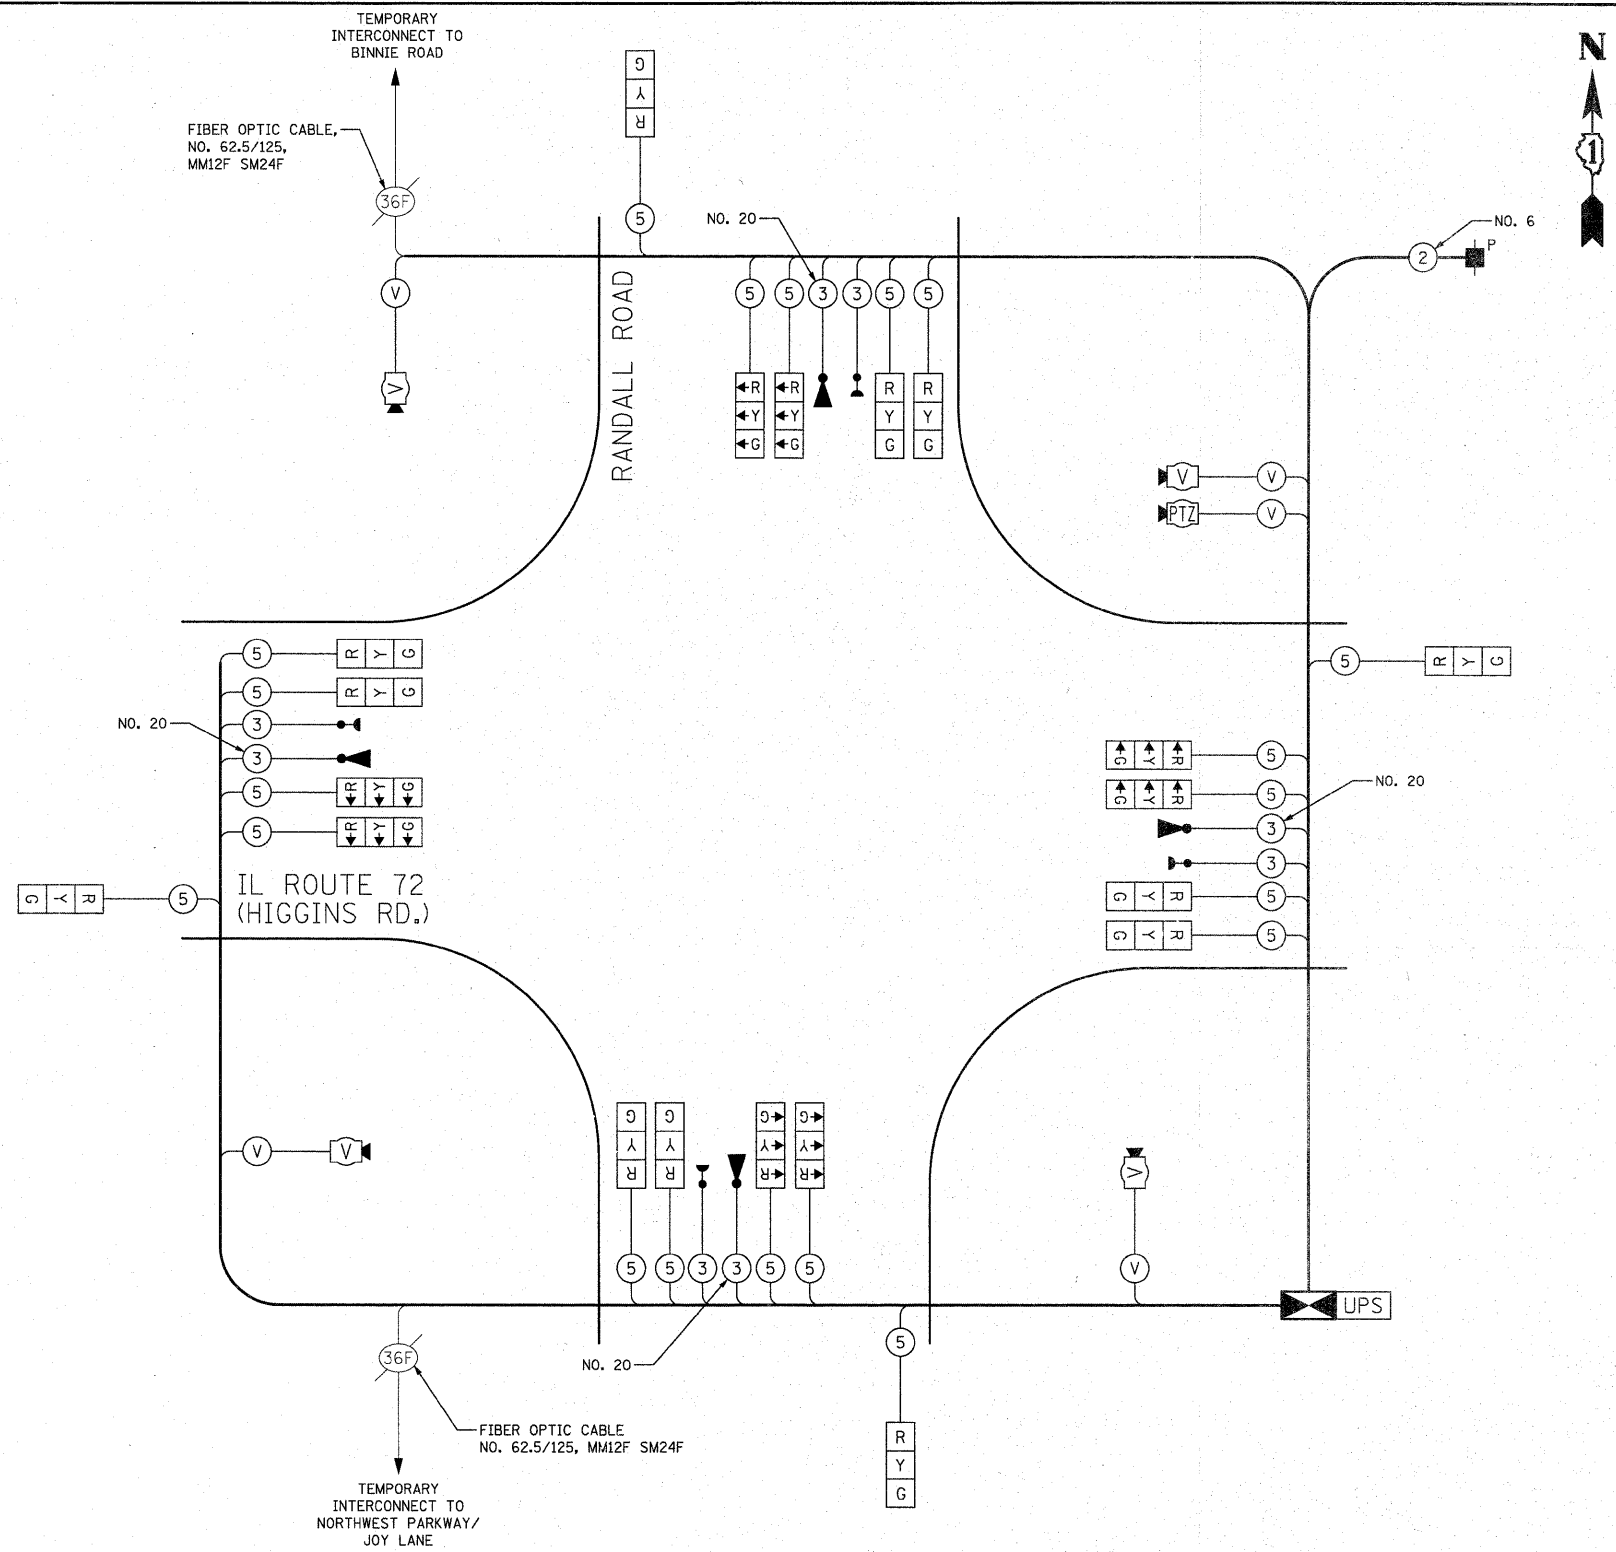 TEMPORARY
INTERCONNECT TO
BINNIE ROAD
N
1
G
Y
R
FIBER OPTIC CABLE,
NO. 62.5/125,
MM12F SM24F
36F
5
NO. 20
NO. 6
P
2
V
5 5 3 3 5 5
RANDALL ROAD
V
R R R R
Y Y Y Y
G G G G
V V
PTZ V
5 R Y G
5 R Y G
5 R Y G
3
NO. 20
3
5 R Y G
5 R Y G
G Y R 5
G Y R 5
NO. 20
3
3
G Y R 5
G Y R 5
G Y R 5
IL ROUTE 72
(HIGGINS RD.)
V V
G G G G
Y Y Y Y
R R R R
V
5 5 3 3 5 5
V
UPS
5
36F
NO. 20
FIBER OPTIC CABLE
NO. 62.5/125, MM12F SM24F
R
Y
G
TEMPORARY
INTERCONNECT TO
NORTHWEST PARKWAY/
JOY LANE